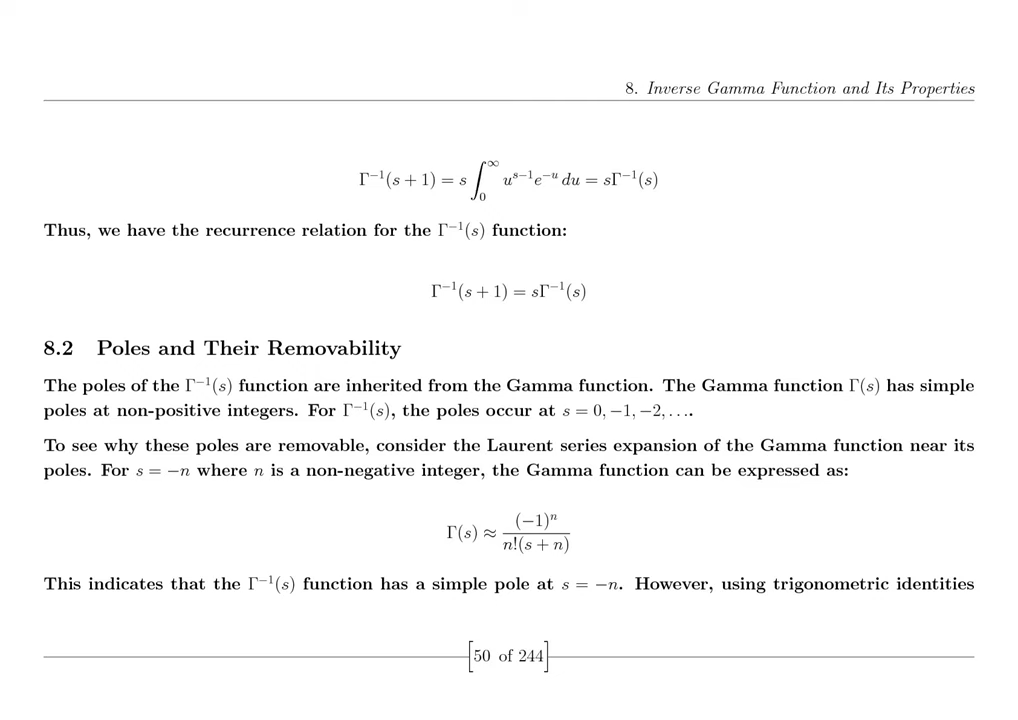 8. Inverse Gamma Function and Its Properties
Γ⁻¹(s + 1) = s ∫₀^∞ uˢ⁻¹e⁻ᵘ du = sΓ⁻¹(s)
Thus, we have the recurrence relation for the Γ⁻¹(s) function:
Γ⁻¹(s + 1) = sΓ⁻¹(s)
8.2 Poles and Their Removability
The poles of the Γ⁻¹(s) function are inherited from the Gamma function. The Gamma function Γ(s) has simple
poles at non-positive integers. For Γ⁻¹(s), the poles occur at s = 0, −1, −2, . . ..
To see why these poles are removable, consider the Laurent series expansion of the Gamma function near its
poles. For s = −n where n is a non-negative integer, the Gamma function can be expressed as:
Γ(s) ≈ (−1)ⁿ / n!(s + n)
This indicates that the Γ⁻¹(s) function has a simple pole at s = −n. However, using trigonometric identities
[50 of 244]